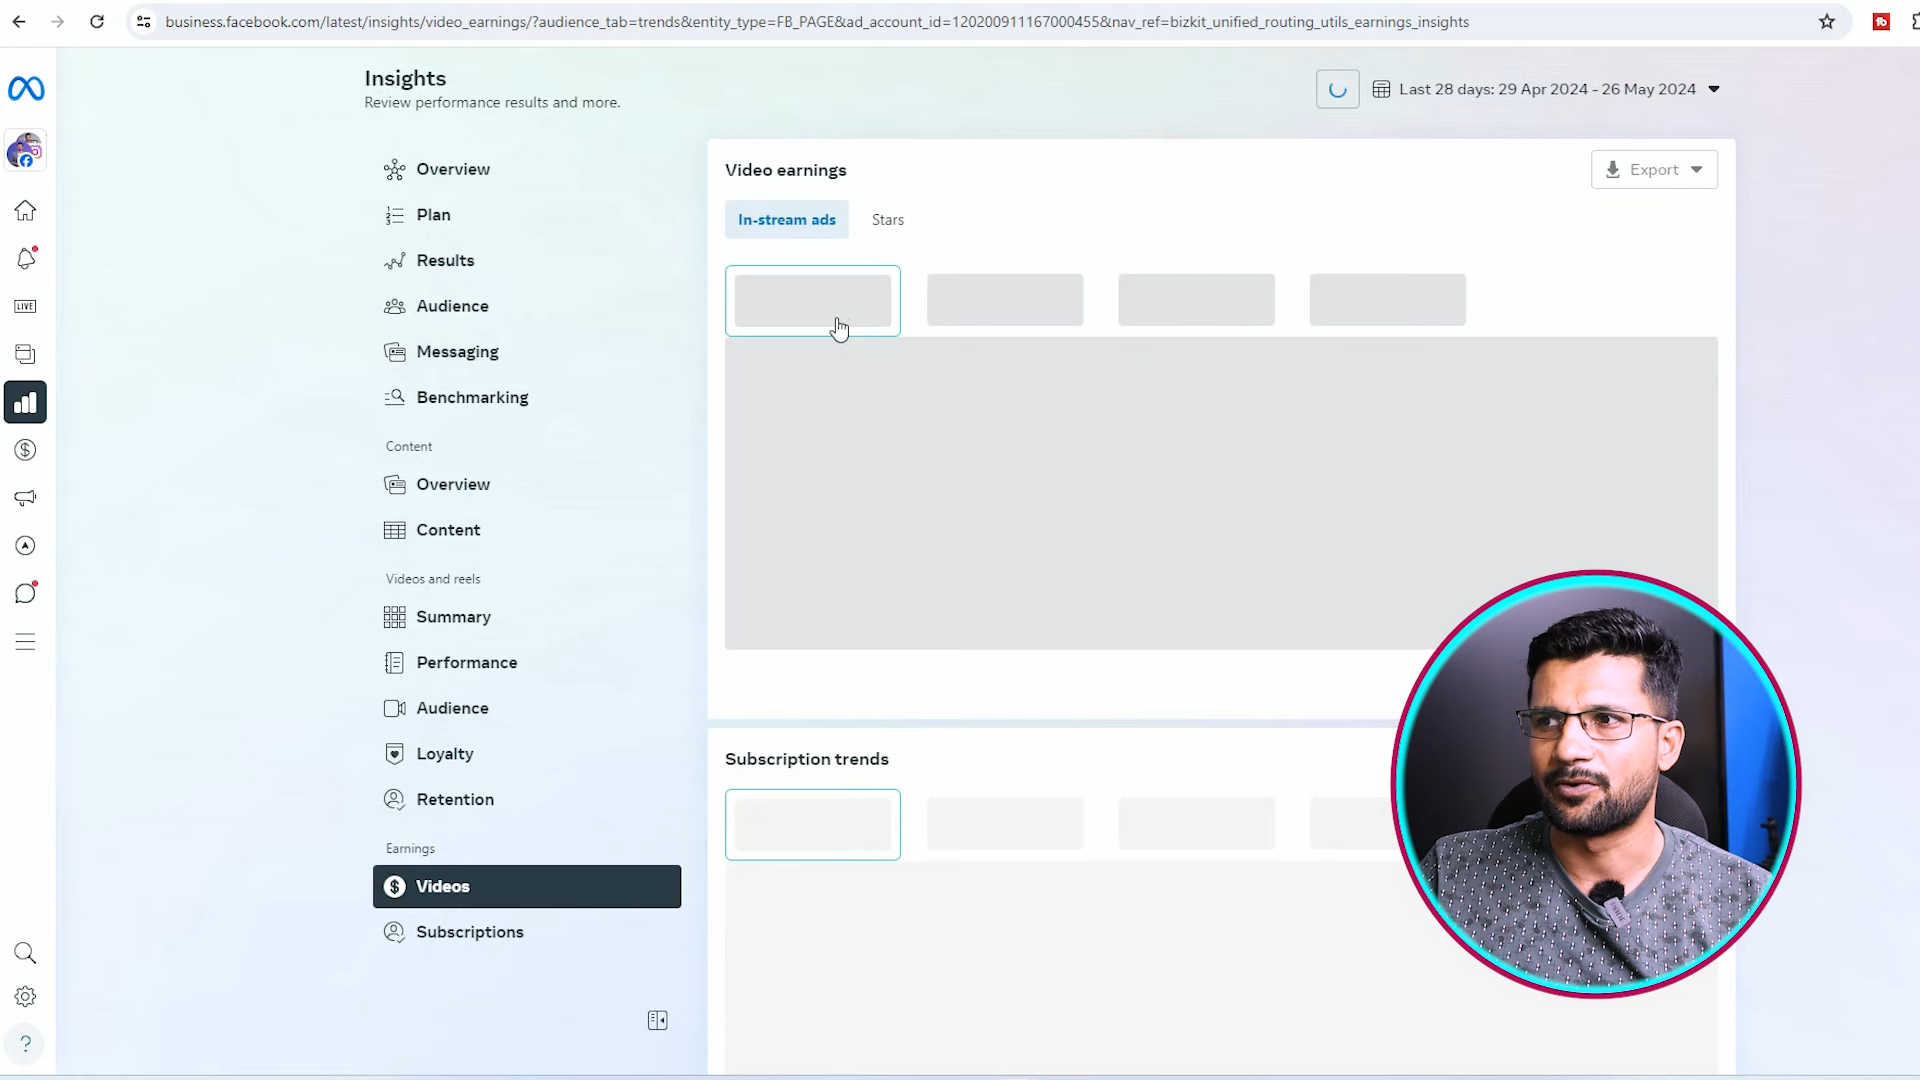 business.facebook.com/latest/insights/video_earnings/?audience_tab=trends&entity_type=FB_PAGE&ad_account_id=120200911167000455&nav_ref=bizkit_unified_routing_utils_earnings_insights
Insights
Review performance results and more.
Last 28 days: 29 Apr 2024 - 26 May 2024
Overview
Plan
Results
Audience
Messaging
Benchmarking
Content
Overview
Content
Videos and reels
Summary
Performance
Audience
Loyalty
Retention
Earnings
Videos
Subscriptions
LIVE
Video earnings
Export
In-stream ads
Stars
Subscription trends